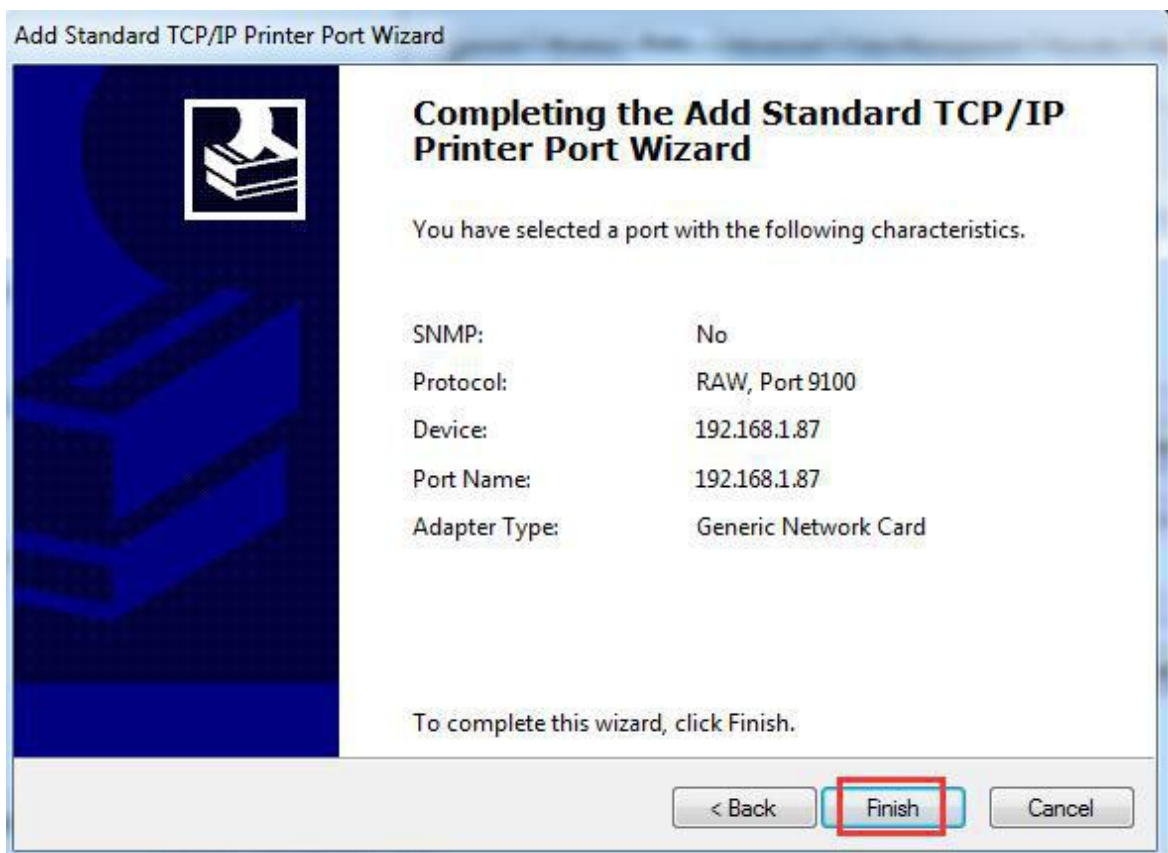 Add Standard TCP/IP Printer Port Wizard
Completing the Add Standard TCP/IP
Printer Port Wizard
You have selected a port with the following characteristics.
SNMP: No
Protocol: RAW, Port 9100
Device: 192.168.1.87
Port Name: 192.168.1.87
Adapter Type: Generic Network Card
To complete this wizard, click Finish.
< Back Finish Cancel